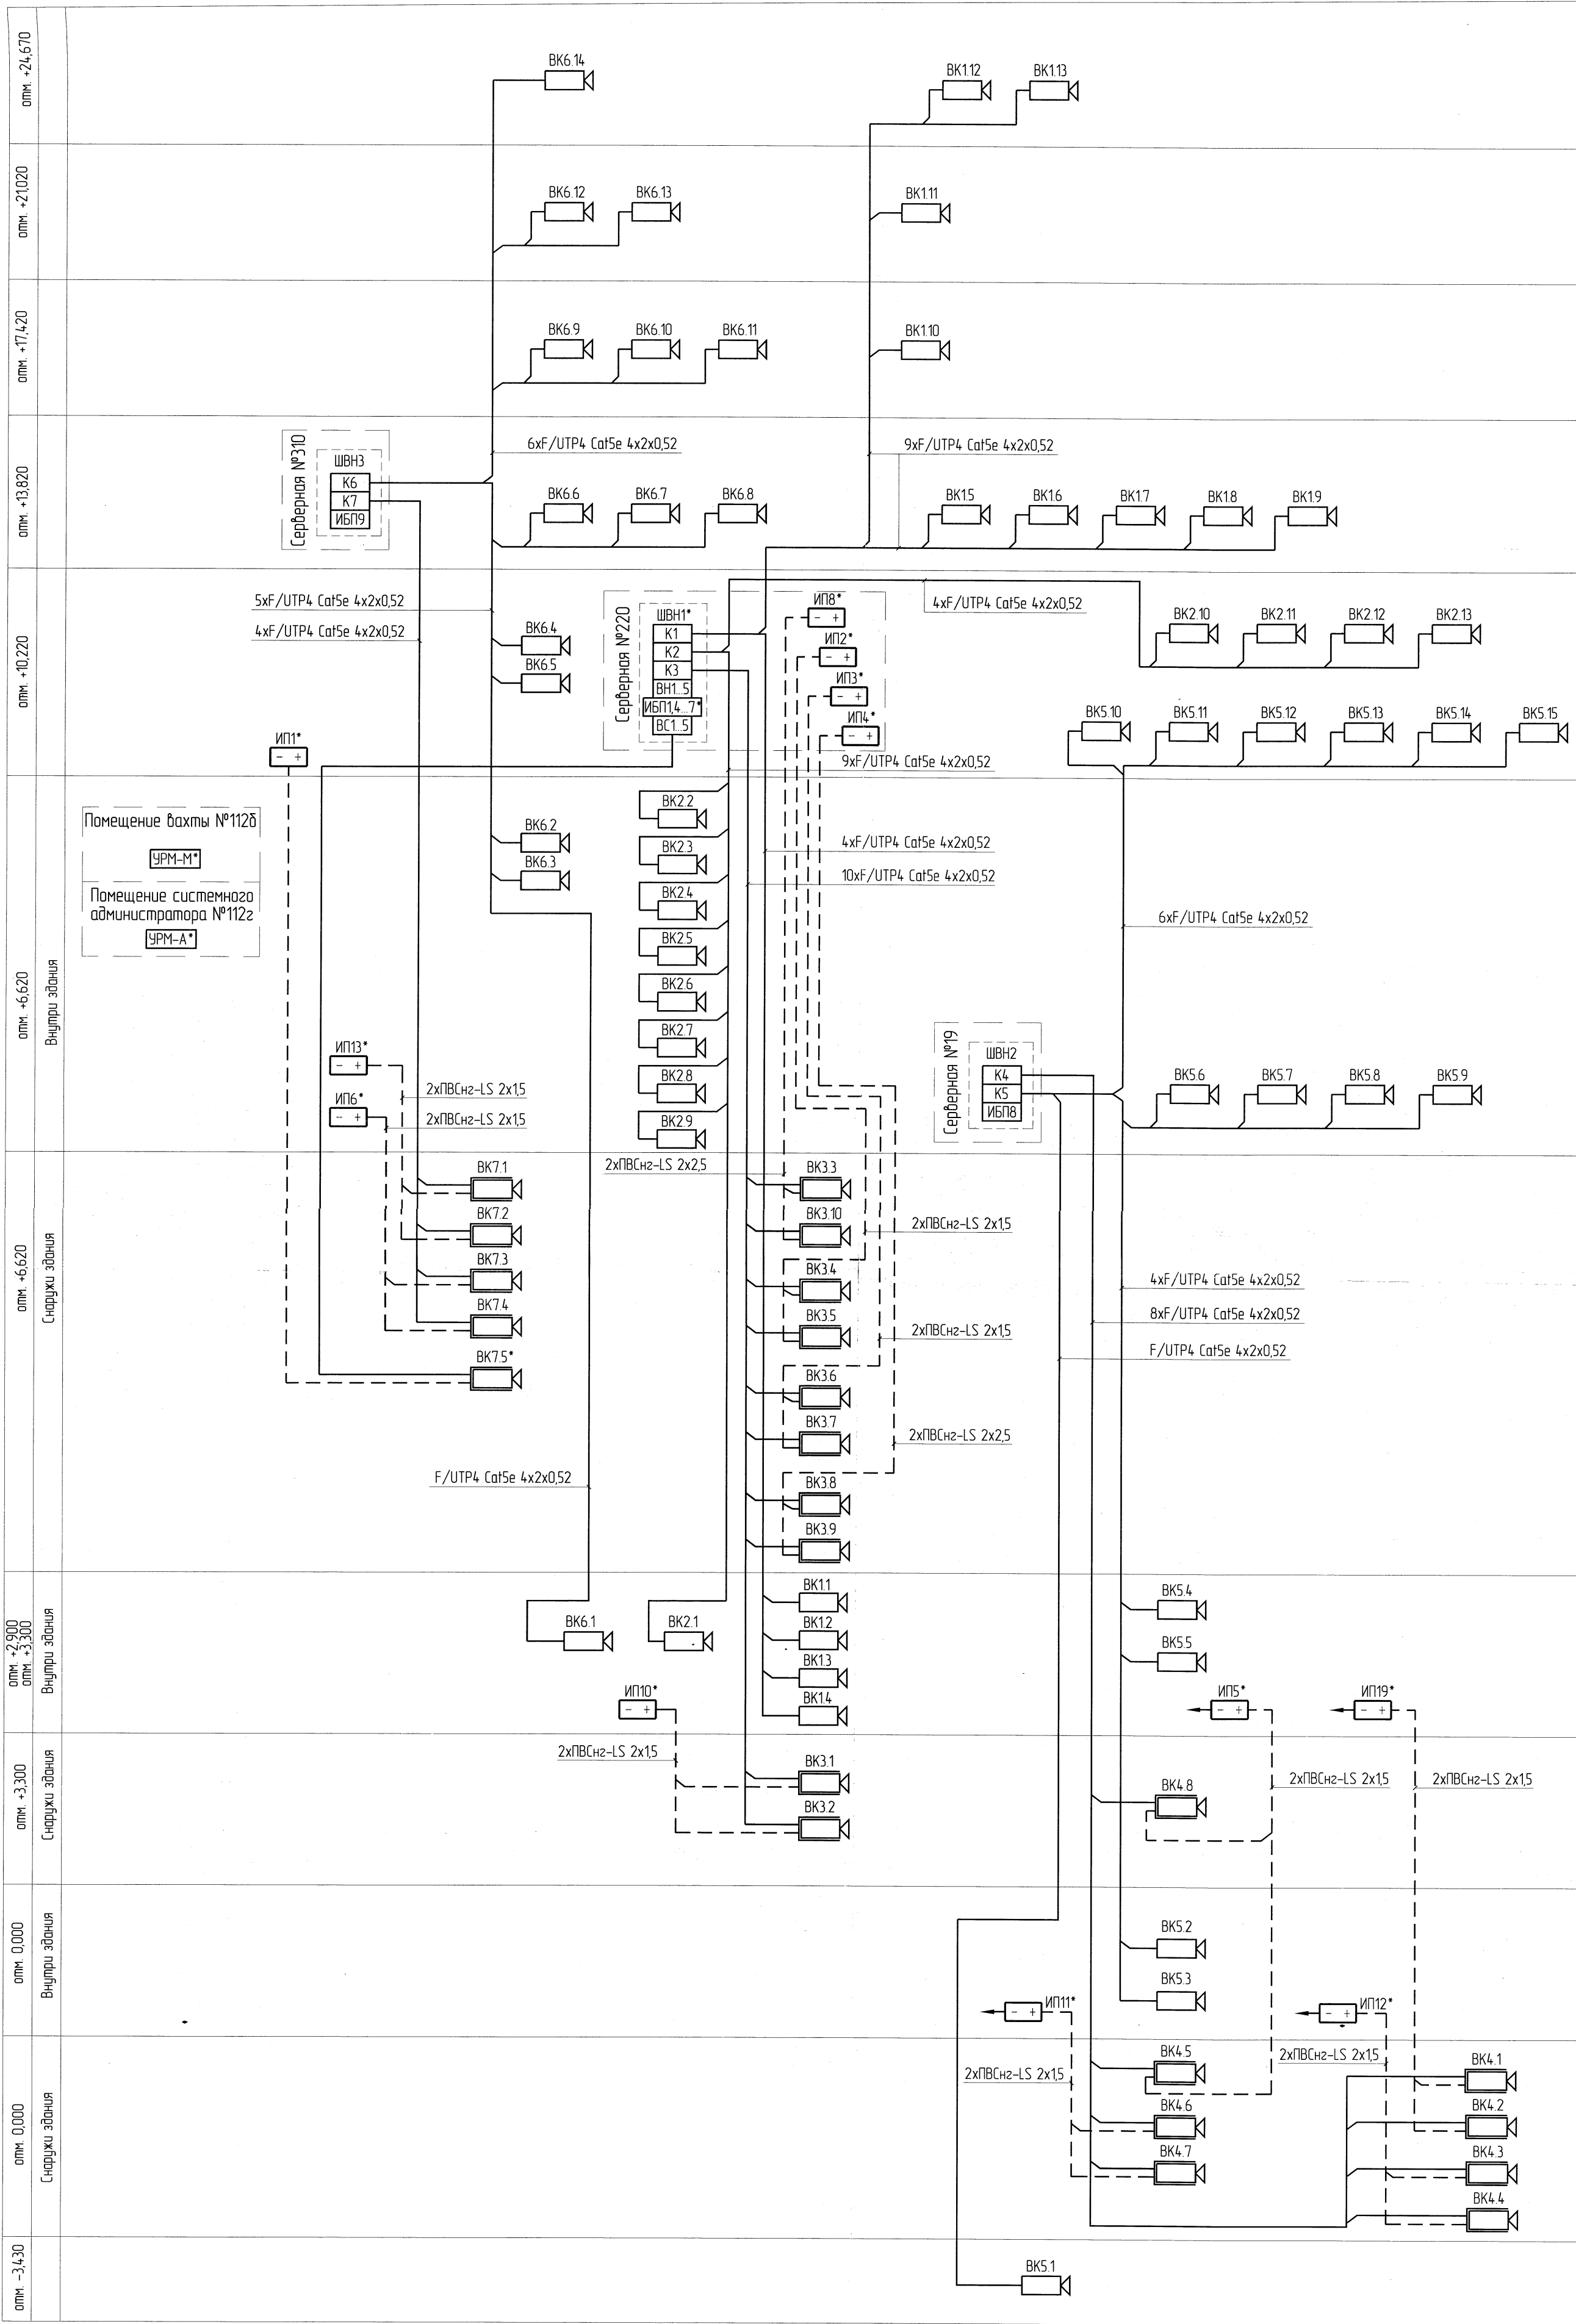 отм. +24,670
ВК6.14
ВК1.12
ВК1.13
отм. +21,020
ВК6.12
ВК6.13
ВК1.11
отм. +17,420
ВК6.9
ВК6.10
ВК6.11
ВК1.10
отм. +13,820
Серверная №310
ШВН3
К6
К7
ИБП9
6xF/UTP4 Cat5e 4x2x0,52
9xF/UTP4 Cat5e 4x2x0,52
ВК6.6
ВК6.7
ВК6.8
ВК1.5
ВК1.6
ВК1.7
ВК1.8
ВК1.9
отм. +10,220
5xF/UTP4 Cat5e 4x2x0,52
4xF/UTP4 Cat5e 4x2x0,52
ВК6.4
ВК6.5
Серверная №220
ШВН1*
К1
К2
К3
ВН1...5
ИБП1,4...7*
ВС1...5
ИП8*
- +
ИП2*
- +
ИП3*
- +
ИП4*
- +
4xF/UTP4 Cat5e 4x2x0,52
ВК2.10
ВК2.11
ВК2.12
ВК2.13
ВК5.10
ВК5.11
ВК5.12
ВК5.13
ВК5.14
ВК5.15
ИП1*
- +
9xF/UTP4 Cat5e 4x2x0,52
отм. +6,620
Внутри здания
Помещение вахты №112б
УРМ-М*
Помещение системного
администратора №112г
УРМ-А*
ВК6.2
ВК6.3
ВК2.2
ВК2.3
ВК2.4
ВК2.5
ВК2.6
ВК2.7
ВК2.8
ВК2.9
4xF/UTP4 Cat5e 4x2x0,52
10xF/UTP4 Cat5e 4x2x0,52
6xF/UTP4 Cat5e 4x2x0,52
Серверная №19
ШВН2
К4
К5
ИБП8
ВК5.6
ВК5.7
ВК5.8
ВК5.9
ИП13*
- +
2xПВСнг-LS 2x1,5
ИП6*
- +
2xПВСнг-LS 2x1,5
отм. +6,620
Снаружи здания
2xПВСнг-LS 2x2,5
ВК7.1
ВК7.2
ВК7.3
ВК7.4
ВК7.5*
ВК3.3
ВК3.10
ВК3.4
ВК3.5
ВК3.6
ВК3.7
ВК3.8
ВК3.9
2xПВСнг-LS 2x1,5
2xПВСнг-LS 2x1,5
2xПВСнг-LS 2x2,5
4xF/UTP4 Cat5e 4x2x0,52
8xF/UTP4 Cat5e 4x2x0,52
F/UTP4 Cat5e 4x2x0,52
F/UTP4 Cat5e 4x2x0,52
отм. +2,900
отм. +3,300
Внутри здания
ВК6.1
ВК2.1
ВК1.1
ВК1.2
ВК1.3
ВК1.4
ВК5.4
ВК5.5
ИП10*
- +
ИП5*
- +
ИП19*
- +
отм. +3,300
Снаружи здания
2xПВСнг-LS 2x1,5
ВК3.1
ВК3.2
ВК4.8
2xПВСнг-LS 2x1,5
2xПВСнг-LS 2x1,5
отм. 0,000
Внутри здания
ВК5.2
ВК5.3
ИП11*
- +
ИП12*
- +
отм. 0,000
Снаружи здания
2xПВСнг-LS 2x1,5
ВК4.5
ВК4.6
ВК4.7
2xПВСнг-LS 2x1,5
ВК4.1
ВК4.2
ВК4.3
ВК4.4
отм. -3,430
ВК5.1